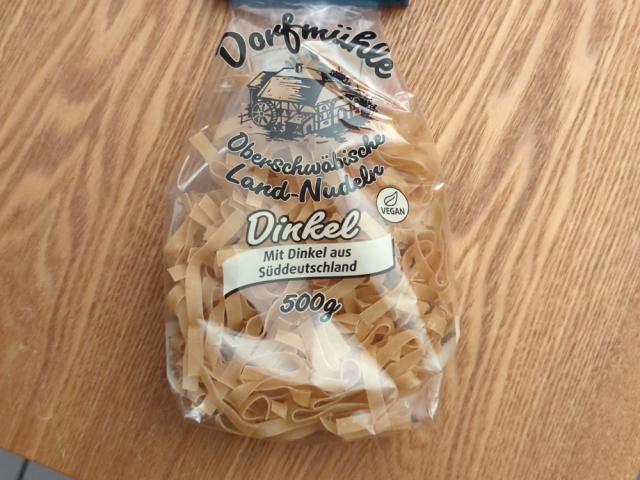 Dorfmühle
Oberschwäbische
Land-Nudeln
VEGAN
Dinkel
Mit Dinkel aus
Süddeutschland
500g